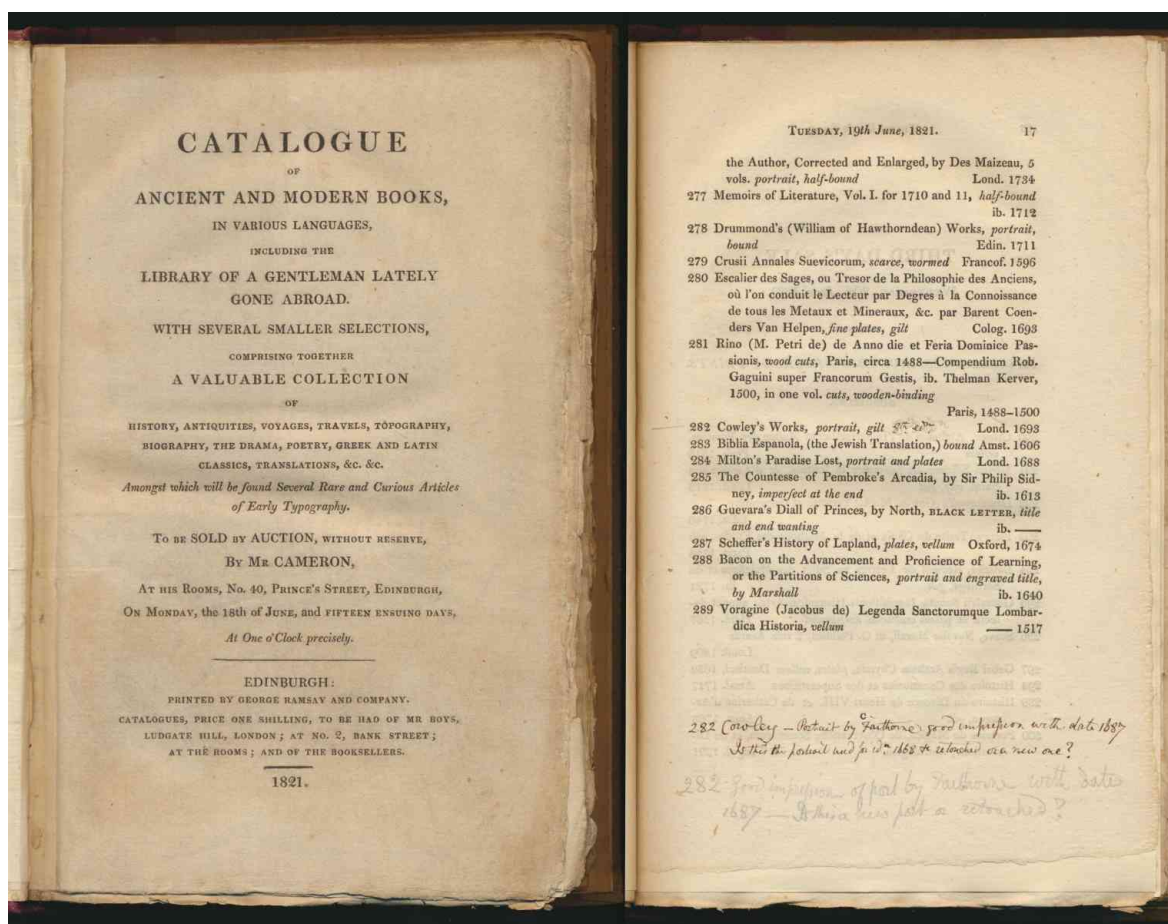 CATALOGUE
OF
ANCIENT AND MODERN BOOKS,
IN VARIOUS LANGUAGES,
INCLUDING THE
LIBRARY OF A GENTLEMAN LATELY
GONE ABROAD.
WITH SEVERAL SMALLER SELECTIONS,
COMPRISING TOGETHER
A VALUABLE COLLECTION
OF
HISTORY, ANTIQUITIES, VOYAGES, TRAVELS, TOPOGRAPHY,
BIOGRAPHY, THE DRAMA, POETRY, GREEK AND LATIN
CLASSICS, TRANSLATIONS, &C. &C.
Amongst which will be found Several Rare and Curious Articles
of Early Typography.
TO BE SOLD BY AUCTION, WITHOUT RESERVE,
BY MR CAMERON,
AT HIS ROOMS, No. 40, PRINCE'S STREET, EDINBURGH,
ON MONDAY, the 18th of JUNE, and FIFTEEN ENSUING DAYS,
At One o'Clock precisely.
EDINBURGH:
PRINTED BY GEORGE RAMSAY AND COMPANY.
CATALOGUES, PRICE ONE SHILLING, TO BE HAD OF MR BOYS,
LUDGATE HILL, LONDON; AT NO. 2, BANK STREET;
AT THE ROOMS; AND OF THE BOOKSELLERS.
1821.
TUESDAY, 19th June, 1821. 17
the Author, Corrected and Enlarged, by Des Maizeau, 5
vols. portrait, half-bound Lond. 1734
277 Memoirs of Literature, Vol. I. for 1710 and 11, half-bound
ib. 1712
278 Drummond's (William of Hawthorndean) Works, portrait,
bound Edin. 1711
279 Crusii Annales Suevicorum, scarce, wormed Francof. 1596
280 Escalier des Sages, ou Tresor de la Philosophie des Anciens,
où l'on conduit le Lecteur par Degres à la Connoissance
de tous les Metaux et Mineraux, &c. par Barent Coen-
ders Van Helpen, fine plates, gilt Colog. 1693
281 Rino (M. Petri de) de Anno die et Feria Dominice Pas-
sionis, wood cuts, Paris, circa 1488—Compendium Rob.
Gaguini super Francorum Gestis, ib. Thelman Kerver,
1500, in one vol. cuts, wooden-binding
Paris, 1488-1500
282 Cowley's Works, portrait, gilt Lond. 1693
283 Biblia Espanola, (the Jewish Translation,) bound Amst. 1606
284 Milton's Paradise Lost, portrait and plates Lond. 1688
285 The Countesse of Pembroke's Arcadia, by Sir Philip Sid-
ney, imperfect at the end ib. 1613
286 Guevara's Diall of Princes, by North, BLACK LETTER, title
and end wanting ib. ——
287 Scheffer's History of Lapland, plates, vellum Oxford, 1674
288 Bacon on the Advancement and Proficience of Learning,
or the Partitions of Sciences, portrait and engraved title,
by Marshall ib. 1640
289 Voragine (Jacobus de) Legenda Sanctorumque Lombar-
dica Historia, vellum —— 1517
282 Cowley — Portrait by Faithorne good impression with date 1687
Is this the portrait used for edn. 1668 & retouched or a new one?
282 good impression of port by Faithorne with date
1687 — Is this a new port or retouched?